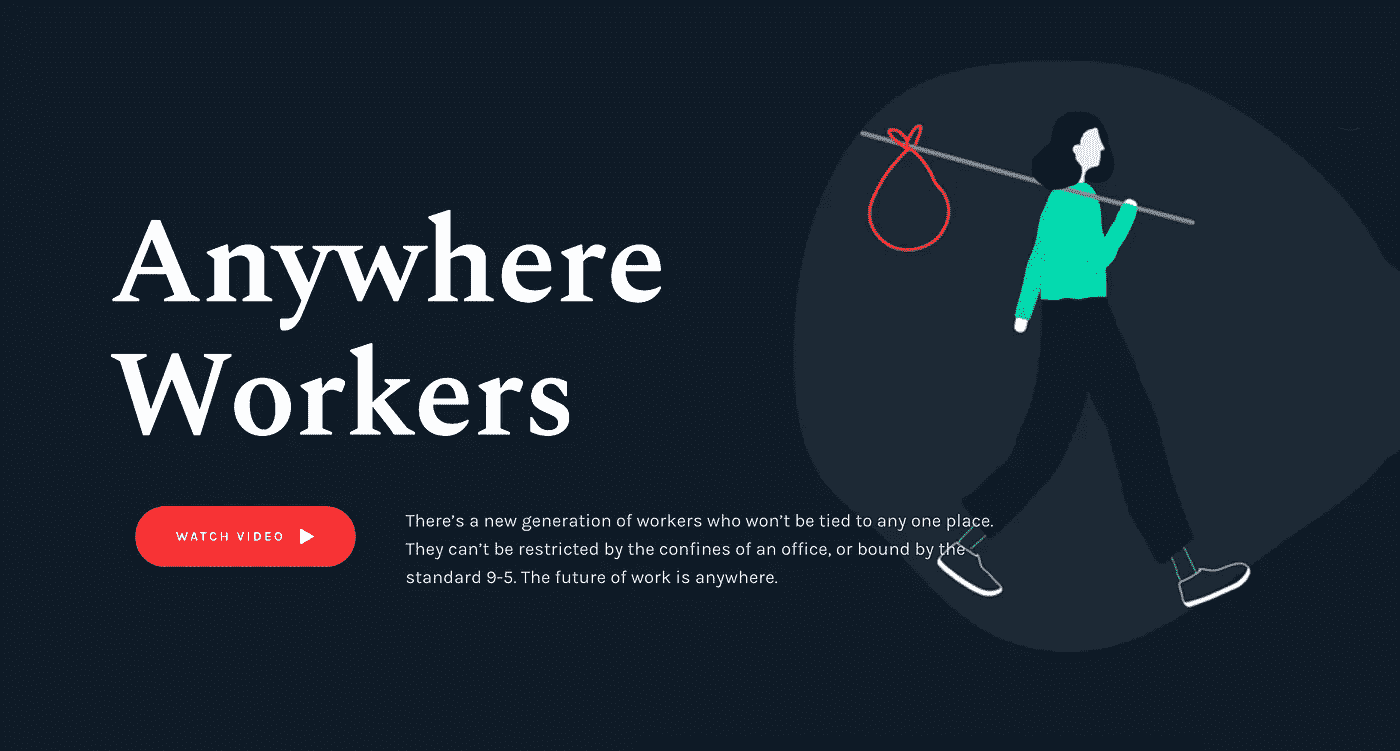 Anywhere
Workers
WATCH VIDEO
There’s a new generation of workers who won’t be tied to any one place.
They can’t be restricted by the confines of an office, or bound by the
standard 9-5. The future of work is anywhere.